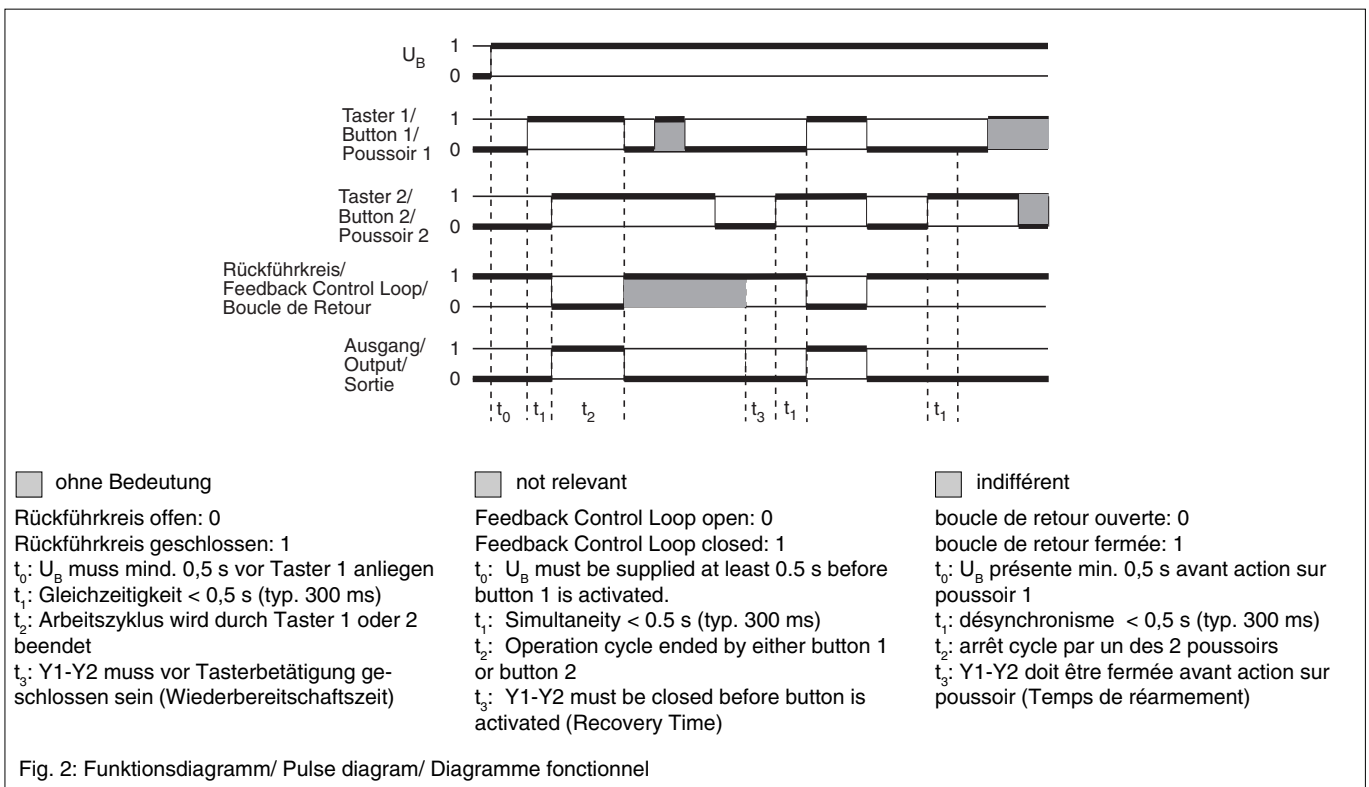 U_B 1
0
Taster 1/
Button 1/
Poussoir 1
1
0
Taster 2/
Button 2/
Poussoir 2
1
0
Rückführkreis/
Feedback Control Loop/
Boucle de Retour
1
0
Ausgang/
Output/
Sortie
1
0
t₀ t₁ t₂ t₃ t₁ t₁
ohne Bedeutung
Rückführkreis offen: 0
Rückführkreis geschlossen: 1
t₀: U_B muss mind. 0,5 s vor Taster 1 anliegen
t₁: Gleichzeitigkeit < 0,5 s (typ. 300 ms)
t₂: Arbeitszyklus wird durch Taster 1 oder 2
beendet
t₃: Y1-Y2 muss vor Tasterbetätigung ge-
schlossen sein (Wiederbereitschaftszeit)
not relevant
Feedback Control Loop open: 0
Feedback Control Loop closed: 1
t₀: U_B must be supplied at least 0.5 s before
button 1 is activated.
t₁: Simultaneity < 0.5 s (typ. 300 ms)
t₂: Operation cycle ended by either button 1
or button 2
t₃: Y1-Y2 must be closed before button is
activated (Recovery Time)
indifférent
boucle de retour ouverte: 0
boucle de retour fermée: 1
t₀: U_B présente min. 0,5 s avant action sur
poussoir 1
t₁: désynchronisme < 0,5 s (typ. 300 ms)
t₂: arrêt cycle par un des 2 poussoirs
t₃: Y1-Y2 doit être fermée avant action sur
poussoir (Temps de réarmement)
Fig. 2: Funktionsdiagramm/ Pulse diagram/ Diagramme fonctionnel